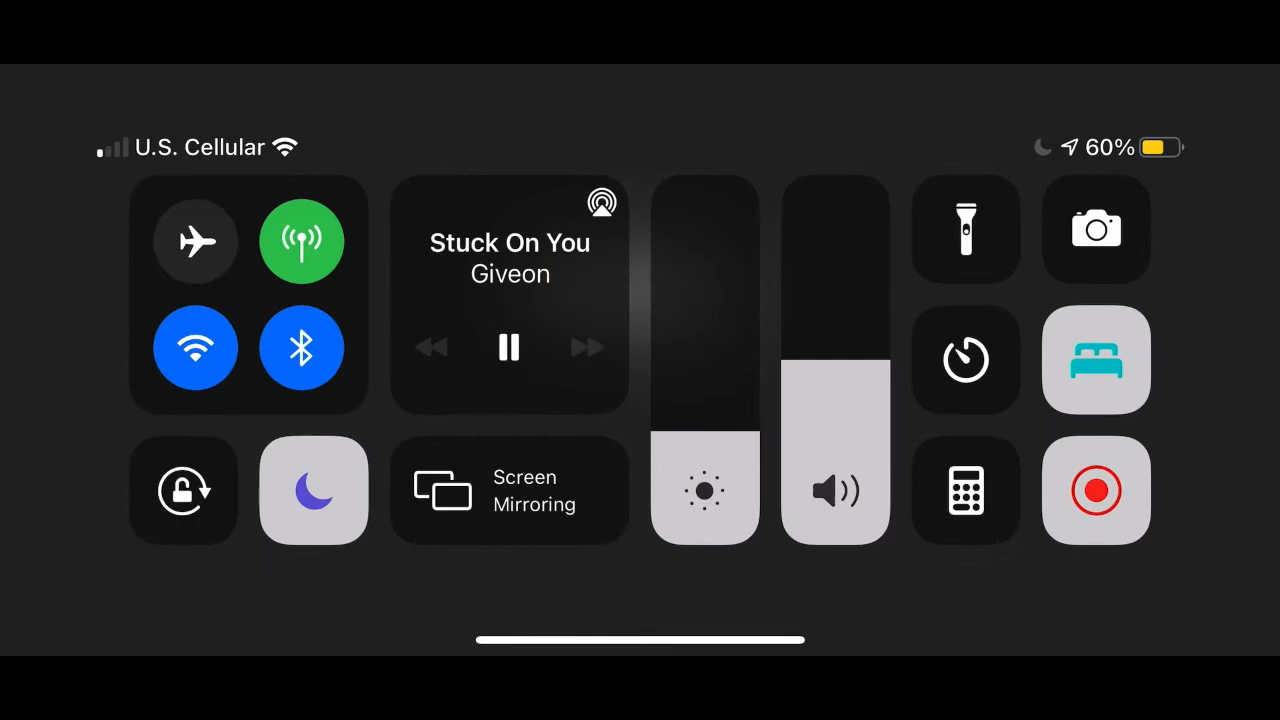 U.S. Cellular
60%
Stuck On You
Giveon
Screen
Mirroring